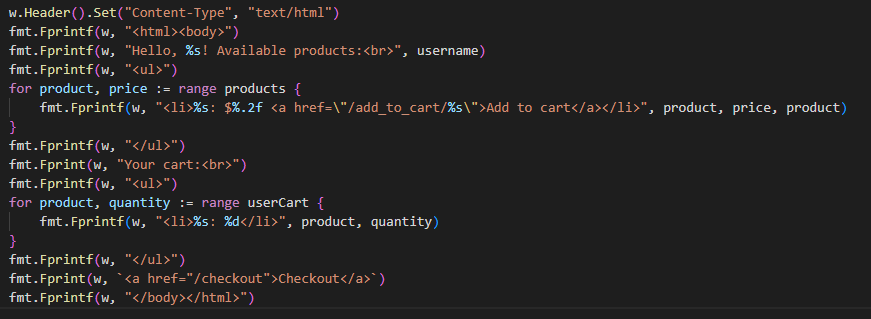 w.Header().Set("Content-Type", "text/html")
fmt.Fprintf(w, "<html><body>")
fmt.Fprintf(w, "Hello, %s! Available products:<br>", username)
fmt.Fprintf(w, "<ul>")
for product, price := range products {
    fmt.Fprintf(w, "<li>%s: $%.2f <a href=\"/add_to_cart/%s\">Add to cart</a></li>", product, price, product)
}
fmt.Fprintf(w, "</ul>")
fmt.Fprint(w, "Your cart:<br>")
fmt.Fprintf(w, "<ul>")
for product, quantity := range userCart {
    fmt.Fprintf(w, "<li>%s: %d</li>", product, quantity)
}
fmt.Fprintf(w, "</ul>")
fmt.Fprint(w, `<a href="/checkout">Checkout</a>`)
fmt.Fprintf(w, "</body></html>")